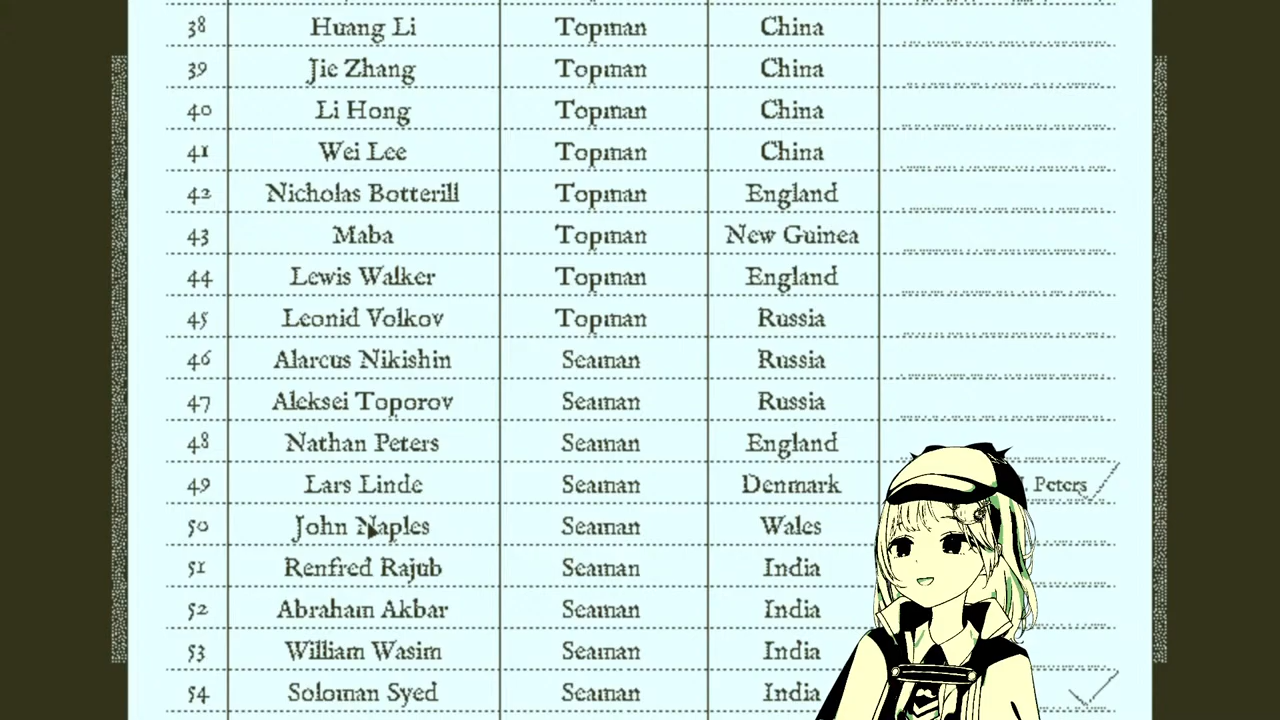 38 Huang Li Topman China
39 Jie Zhang Topman China
40 Li Hong Topman China
41 Wei Lee Topman China
42 Nicholas Botterill Topman England
43 Maba Topman New Guinea
44 Lewis Walker Topman England
45 Leonid Volkov Topman Russia
46 Alarcus Nikishin Seaman Russia
47 Aleksei Toporov Seaman Russia
48 Nathan Peters Seaman England
49 Lars Linde Seaman Denmark Peters
50 John Naples Seaman Wales
51 Renfred Rajub Seaman India
52 Abraham Akbar Seaman India
53 William Wasim Seaman India
54 Soloman Syed Seaman India